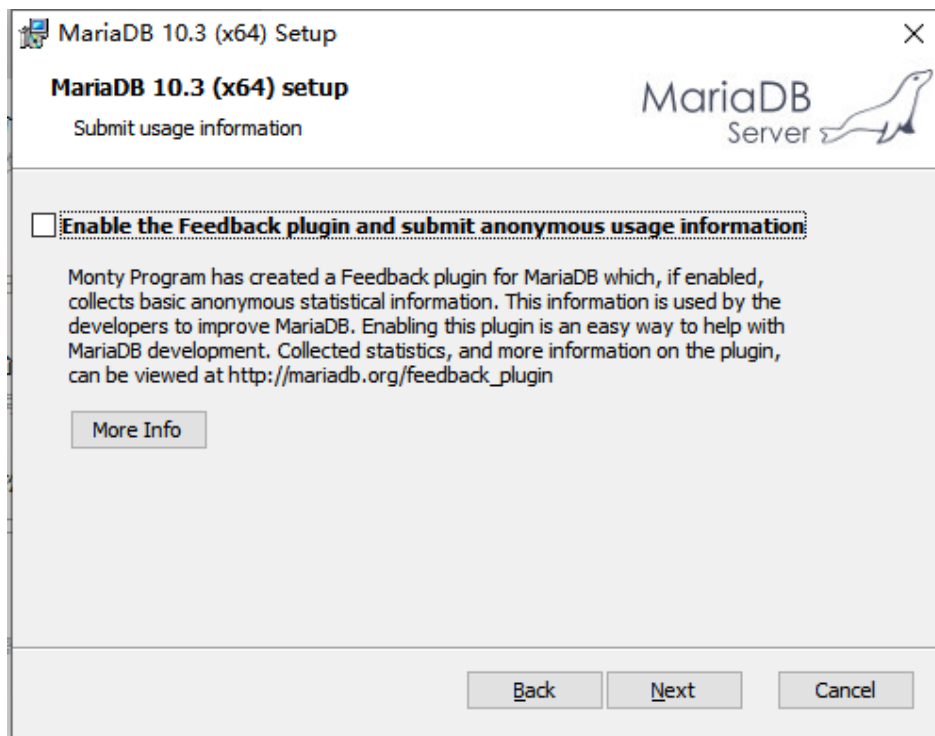 MariaDB 10.3 (x64) Setup
MariaDB 10.3 (x64) setup
Submit usage information
MariaDB
Server
Enable the Feedback plugin and submit anonymous usage information
Monty Program has created a Feedback plugin for MariaDB which, if enabled,
collects basic anonymous statistical information. This information is used by the
developers to improve MariaDB. Enabling this plugin is an easy way to help with
MariaDB development. Collected statistics, and more information on the plugin,
can be viewed at http://mariadb.org/feedback_plugin
More Info
Back Next Cancel